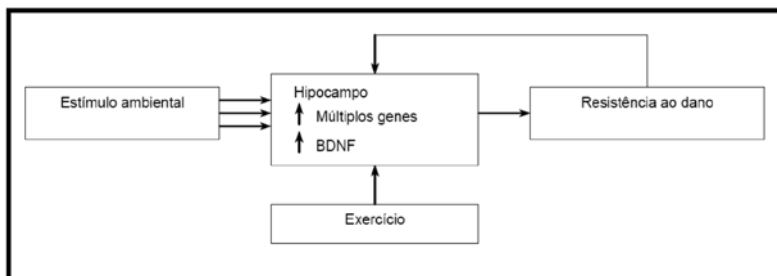 Estímulo ambiental
Hipocampo
Múltiplos genes
BDNF
Resistência ao dano
Exercício